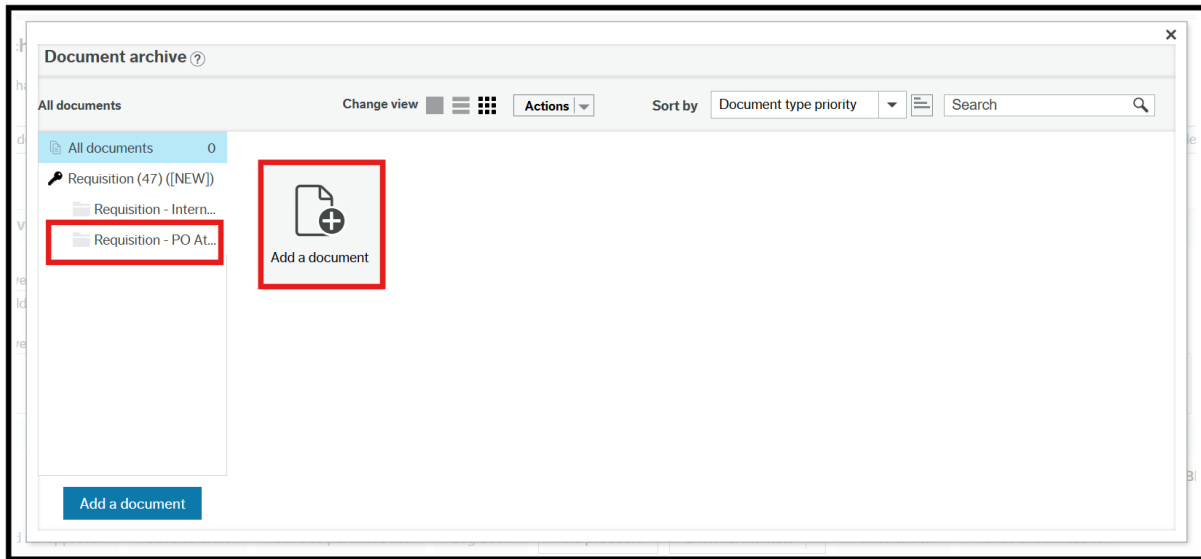 Document archive ?
All documents
Change view
Actions
Sort by
Document type priority
Search
All documents 0
Requisition (47) ([NEW])
Requisition - Intern...
Requisition - PO At...
Add a document
Add a document